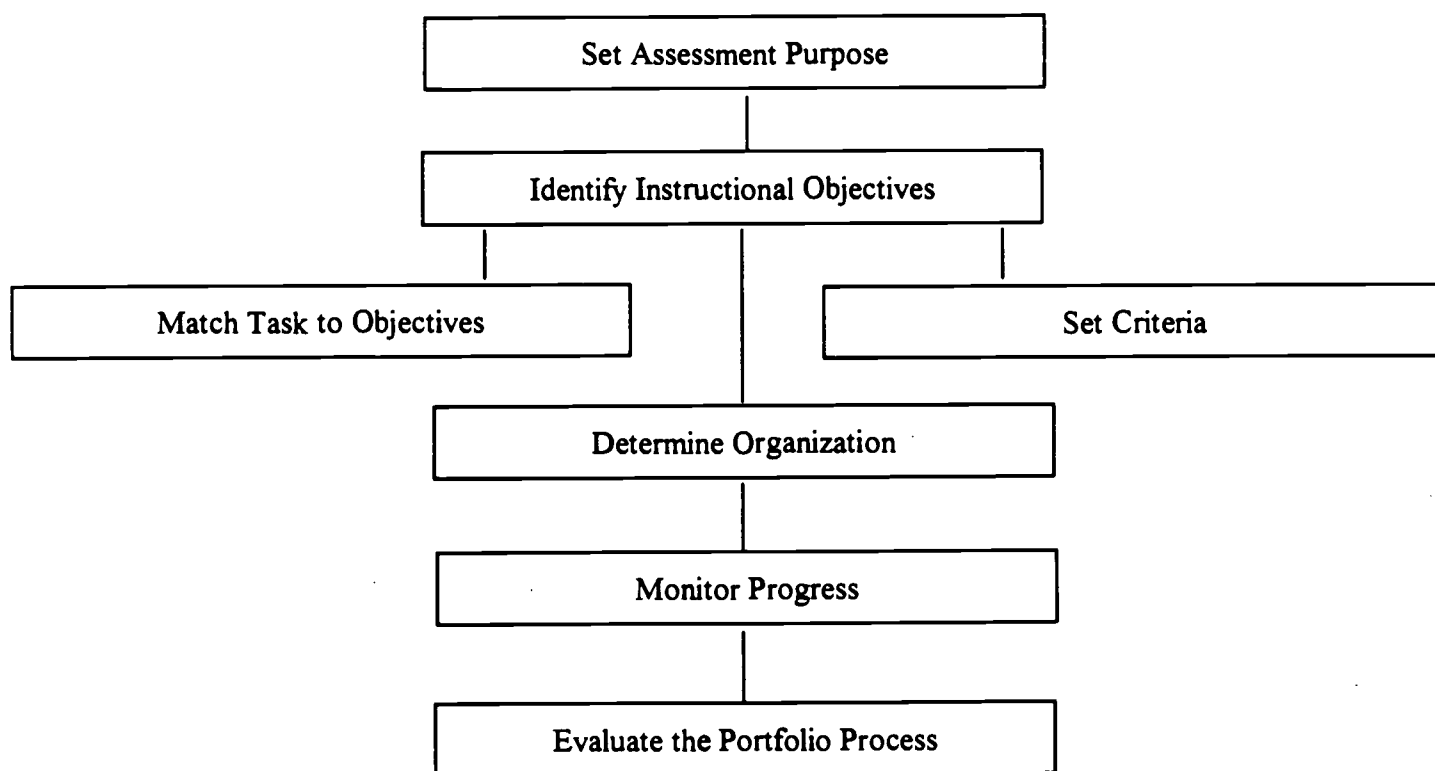 Set Assessment Purpose
Identify Instructional Objectives
Match Task to Objectives
Set Criteria
Determine Organization
Monitor Progress
Evaluate the Portfolio Process